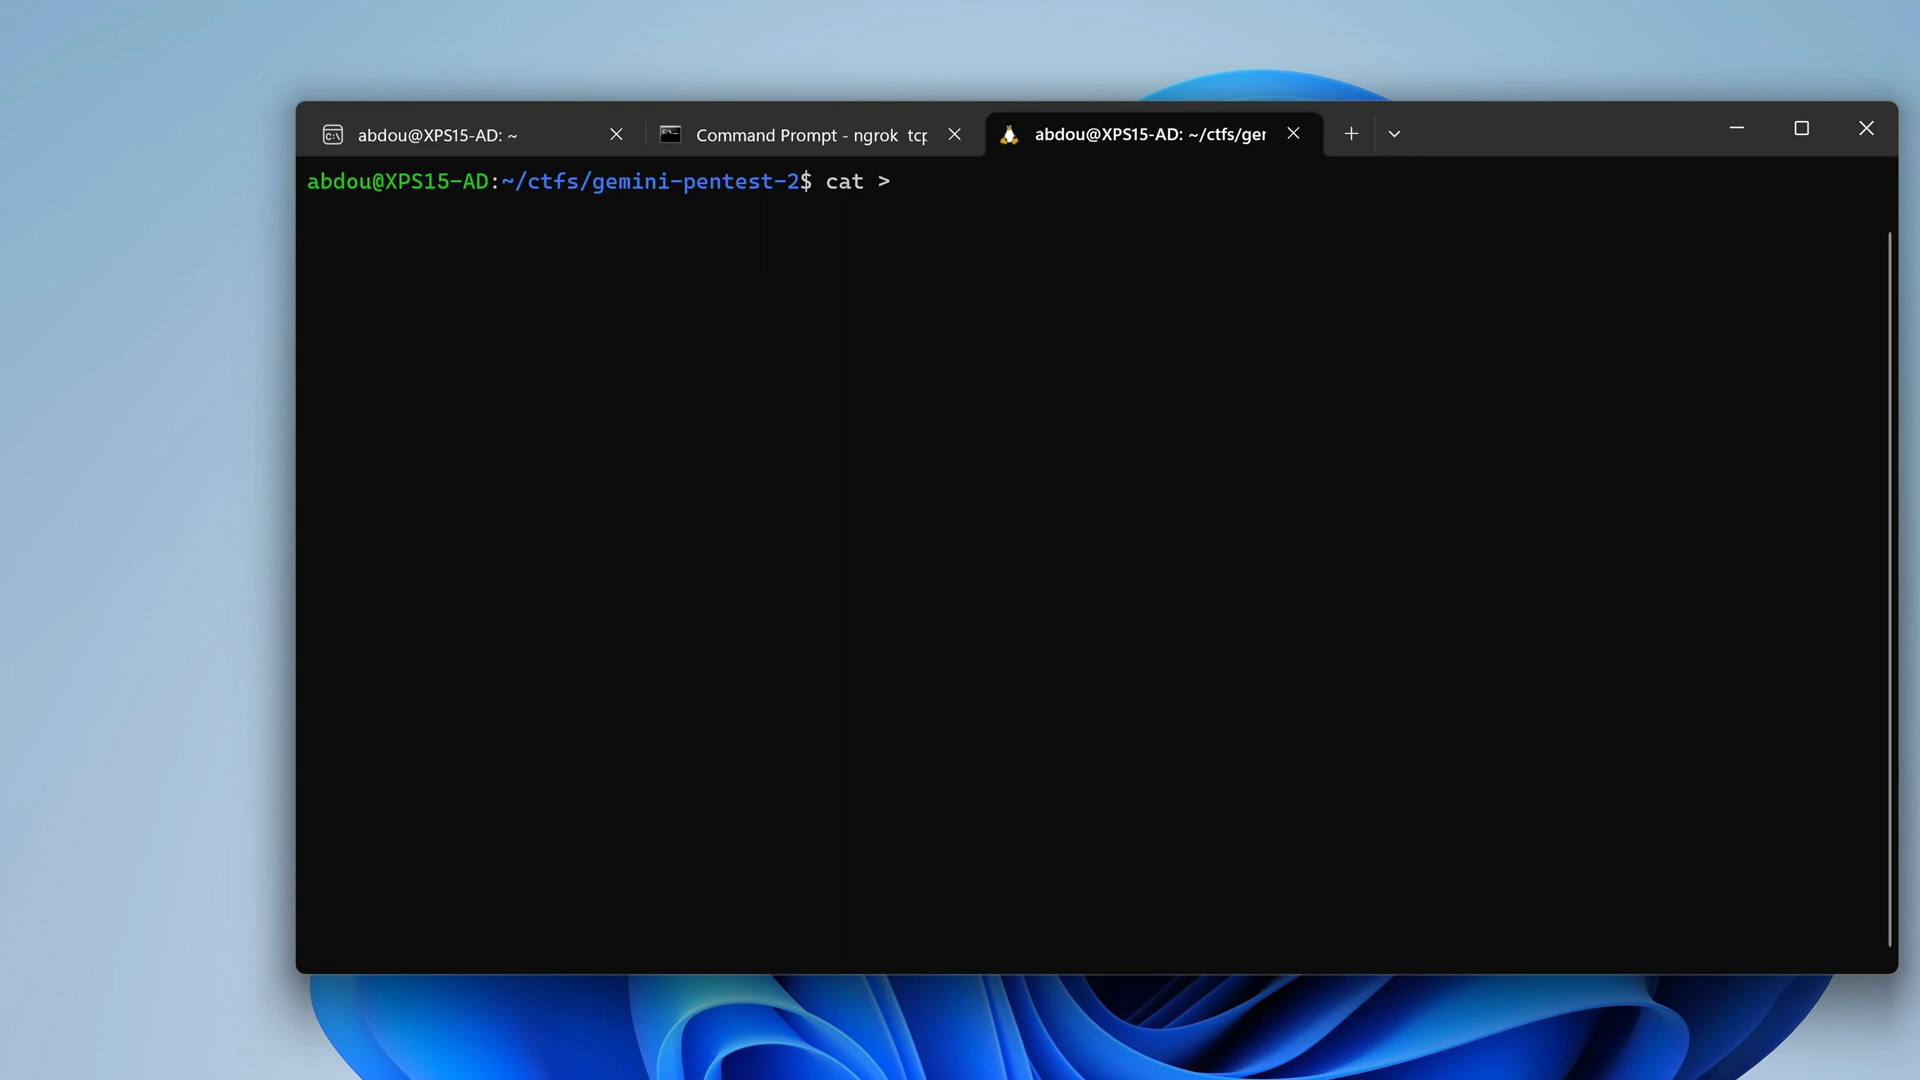 abdou@XPS15-AD: ~
Command Prompt - ngrok tcp
abdou@XPS15-AD: ~/ctfs/gem
abdou@XPS15-AD:~/ctfs/gemini-pentest-2$ cat >